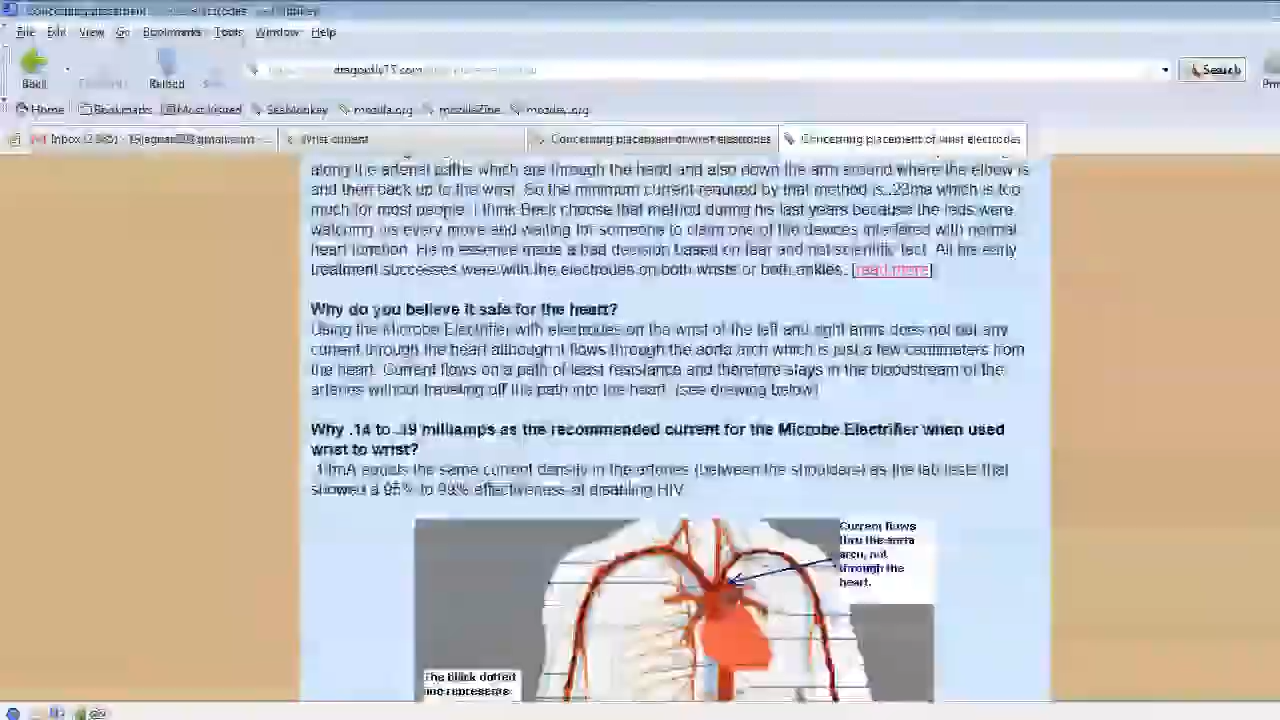 File Edit View Go Bookmarks Tools Window Help
Back Reload Search
Home Bookmarks Most Visited SeaMonkey mozilla.org mozillaZine mozdev.org
Wrist current Concerning placement of wrist electrodes Concerning placement of wrist electrodes
along the arterial paths which are through the hand and also down the arm around where the elbow is
and then back up to the wrist. So the minimum current required by that method is which is too
much for most people. I think Beck choose that method during his last years because the feds were
watching his every move and waiting for someone to claim one of the devices interfered with normal
heart function. He in essence made a bad decision based on fear and not scientific fact. All his early
treatment successes were with the electrodes on both wrists or both ankles. [read more]
Why do you believe it safe for the heart?
Using the Microbe Electrifier with electrodes on the wrist of the left and right arms does not put any
current through the heart although it flows through the aorta arch which is just a few centimeters from
the heart. Current flows on a path of least resistance and therefore stays in the bloodstream of the
arteries without traveling off the path into the heart. (see drawing below)
Why .14 to .19 milliamps as the recommended current for the Microbe Electrifier when used
wrist to wrist?
equals the same current density in the arteries (between the shoulders) as the lab tests that
showed a 95% to 99% effectiveness at disabling HIV.
Current flows
thru the aorta
arch, not
through the
heart.
The Black dotted
line represents